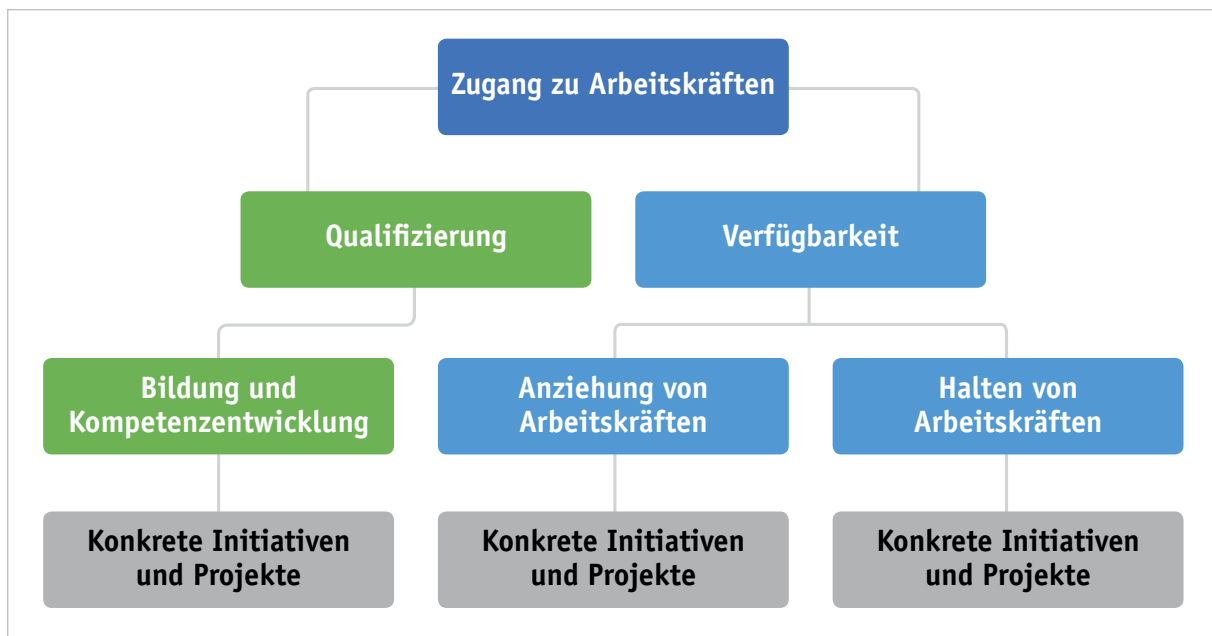 Zugang zu Arbeitskräften
Qualifizierung
Verfügbarkeit
Bildung und
Kompetenzentwicklung
Anziehung von
Arbeitskräften
Halten von
Arbeitskräften
Konkrete Initiativen
und Projekte
Konkrete Initiativen
und Projekte
Konkrete Initiativen
und Projekte